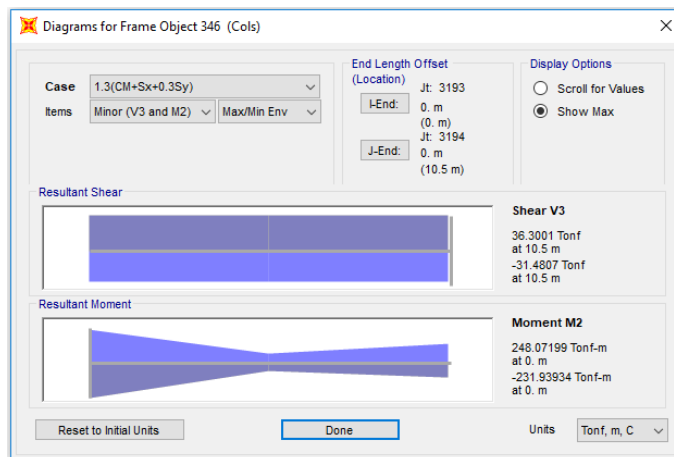 Diagrams for Frame Object 346 (Cols)
Case 1.3(CM+Sx+0.3Sy)
Items Minor (V3 and M2) Max/Min Env
End Length Offset
(Location)
I-End:
Jt: 3193
0. m
(0. m)
J-End:
Jt: 3194
0. m
(10.5 m)
Display Options
Scroll for Values
Show Max
Resultant Shear
Shear V3
36.3001 Tonf
at 10.5 m
-31.4807 Tonf
at 10.5 m
Resultant Moment
Moment M2
248.07199 Tonf-m
at 0. m
-231.93934 Tonf-m
at 0. m
Reset to Initial Units
Done
Units Tonf, m, C